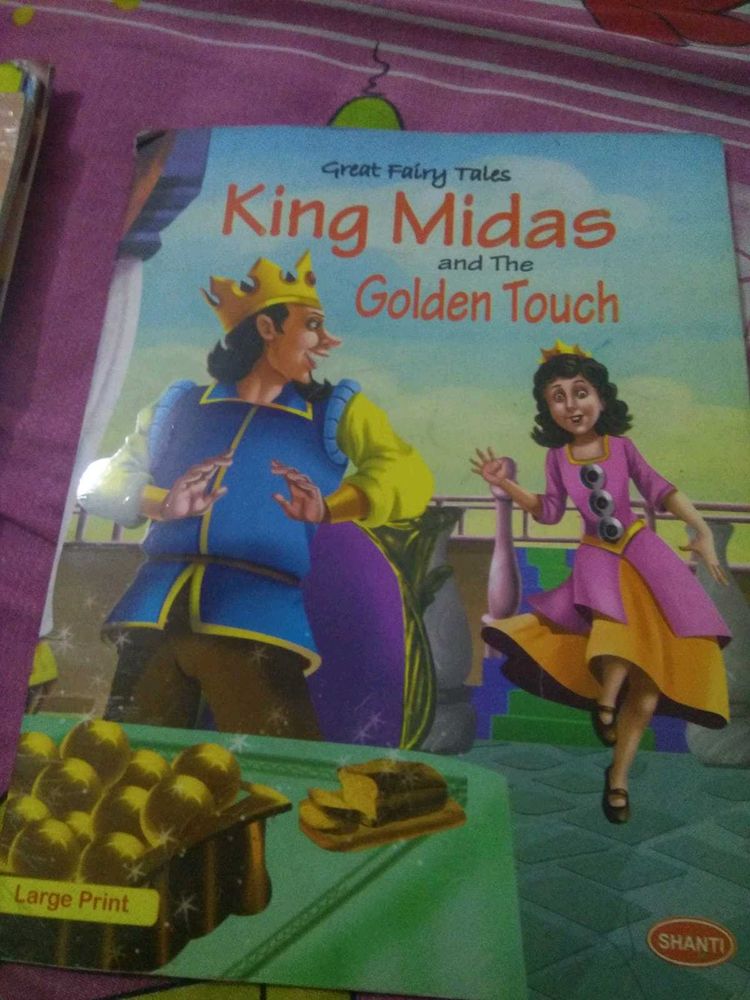 Great Fairy Tales
King Midas
and The
Golden Touch
Large Print
SHANTI